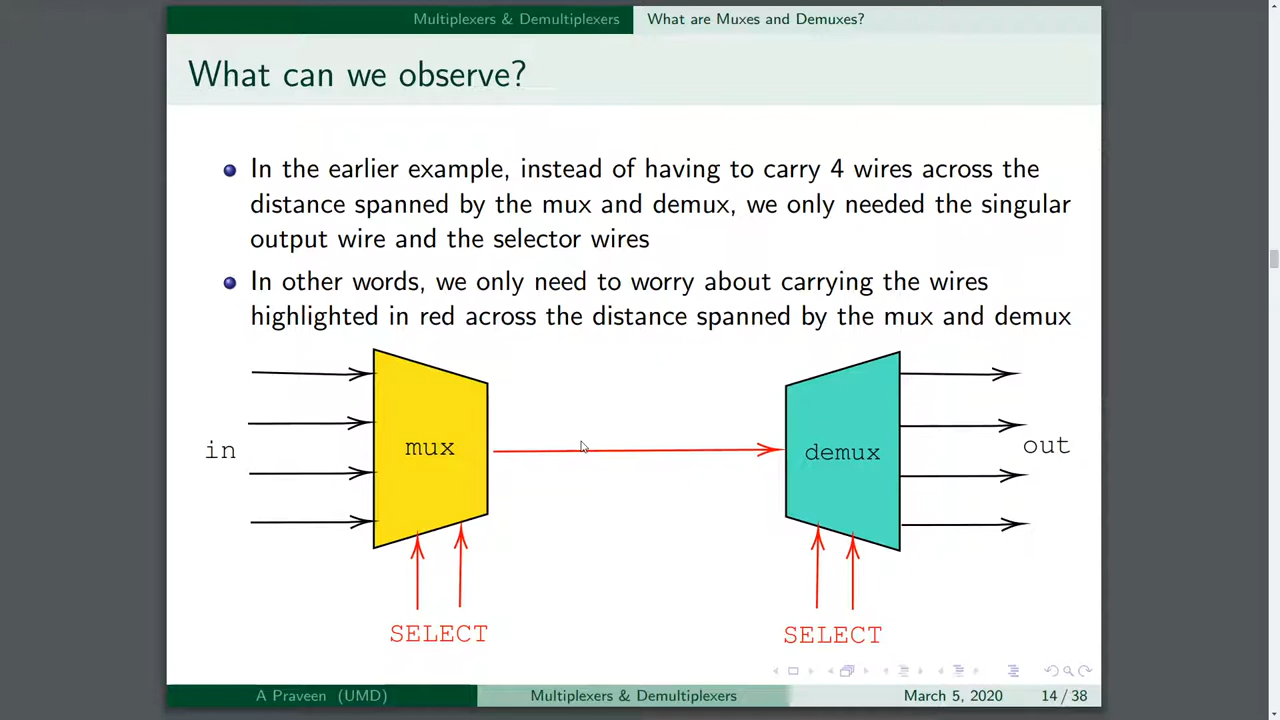 Multiplexers & Demultiplexers What are Muxes and Demuxes?
What can we observe?
In the earlier example, instead of having to carry 4 wires across the
distance spanned by the mux and demux, we only needed the singular
output wire and the selector wires
In other words, we only need to worry about carrying the wires
highlighted in red across the distance spanned by the mux and demux
in
mux
demux
out
SELECT
SELECT
A Praveen (UMD) Multiplexers & Demultiplexers March 5, 2020 14 / 38